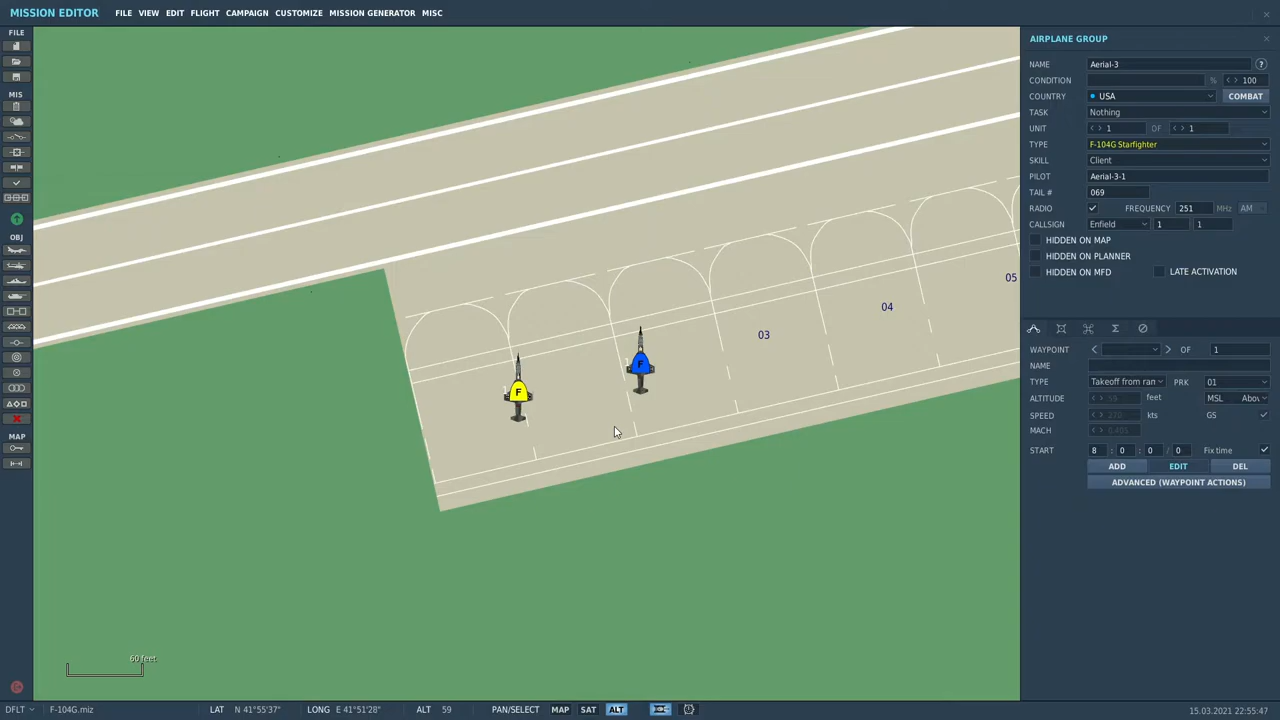 MISSION EDITOR FILE VIEW EDIT FLIGHT CAMPAIGN CUSTOMIZE MISSION GENERATOR MISC
FILE
MIS
OBJ
MAP
F
F
03
04
05
60 feet
AIRPLANE GROUP
NAME Aerial-3 ?
CONDITION % < > 100
COUNTRY USA COMBAT
TASK Nothing
UNIT < > 1 OF < > 1
TYPE F-104G Starfighter
SKILL Client
PILOT Aerial-3-1
TAIL # 069
RADIO FREQUENCY 251 MHz AM
CALLSIGN Enfield 1 1
HIDDEN ON MAP
HIDDEN ON PLANNER
HIDDEN ON MFD LATE ACTIVATION
WAYPOINT OF 1
NAME
TYPE Takeoff from ran PRK 01
ALTITUDE < > 55 feet MSL Abov
SPEED < > 270 kts GS
MACH < > 0.401
START 8 : 0 : 0 / 0 Fix time
ADD EDIT DEL
ADVANCED (WAYPOINT ACTIONS)
DFLT F-104G.miz LAT N 41°55'37" LONG E 41°51'28" ALT 59 PAN/SELECT MAP SAT ALT 15.03.2021 22:55:47